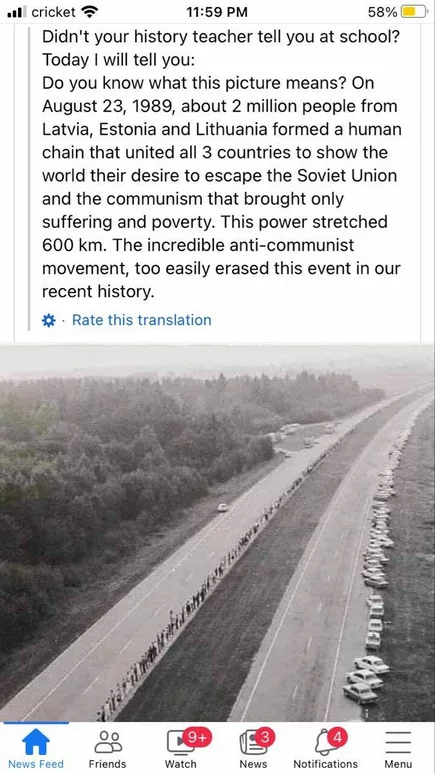 cricket 11:59 PM 58%
Didn't your history teacher tell you at school?
Today I will tell you:
Do you know what this picture means? On
August 23, 1989, about 2 million people from
Latvia, Estonia and Lithuania formed a human
chain that united all 3 countries to show the
world their desire to escape the Soviet Union
and the communism that brought only
suffering and poverty. This power stretched
600 km. The incredible anti-communist
movement, too easily erased this event in our
recent history.
· Rate this translation
9+ 3 4
News Feed Friends Watch News Notifications Menu